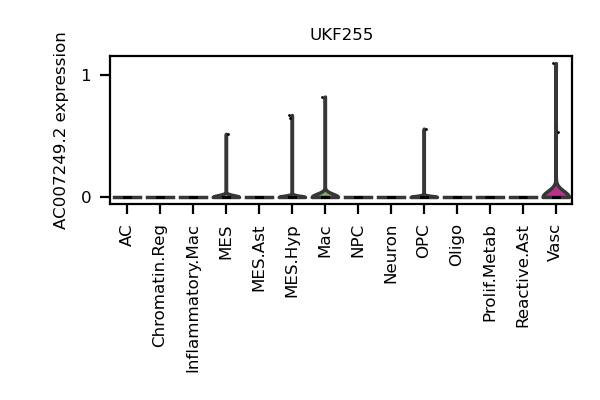 UKF255
AC007249.2 expression
1
0
AC
Chromatin.Reg
Inflammatory.Mac
MES
MES.Ast
MES.Hyp
Mac
NPC
Neuron
OPC
Oligo
Prolif.Metab
Reactive.Ast
Vasc